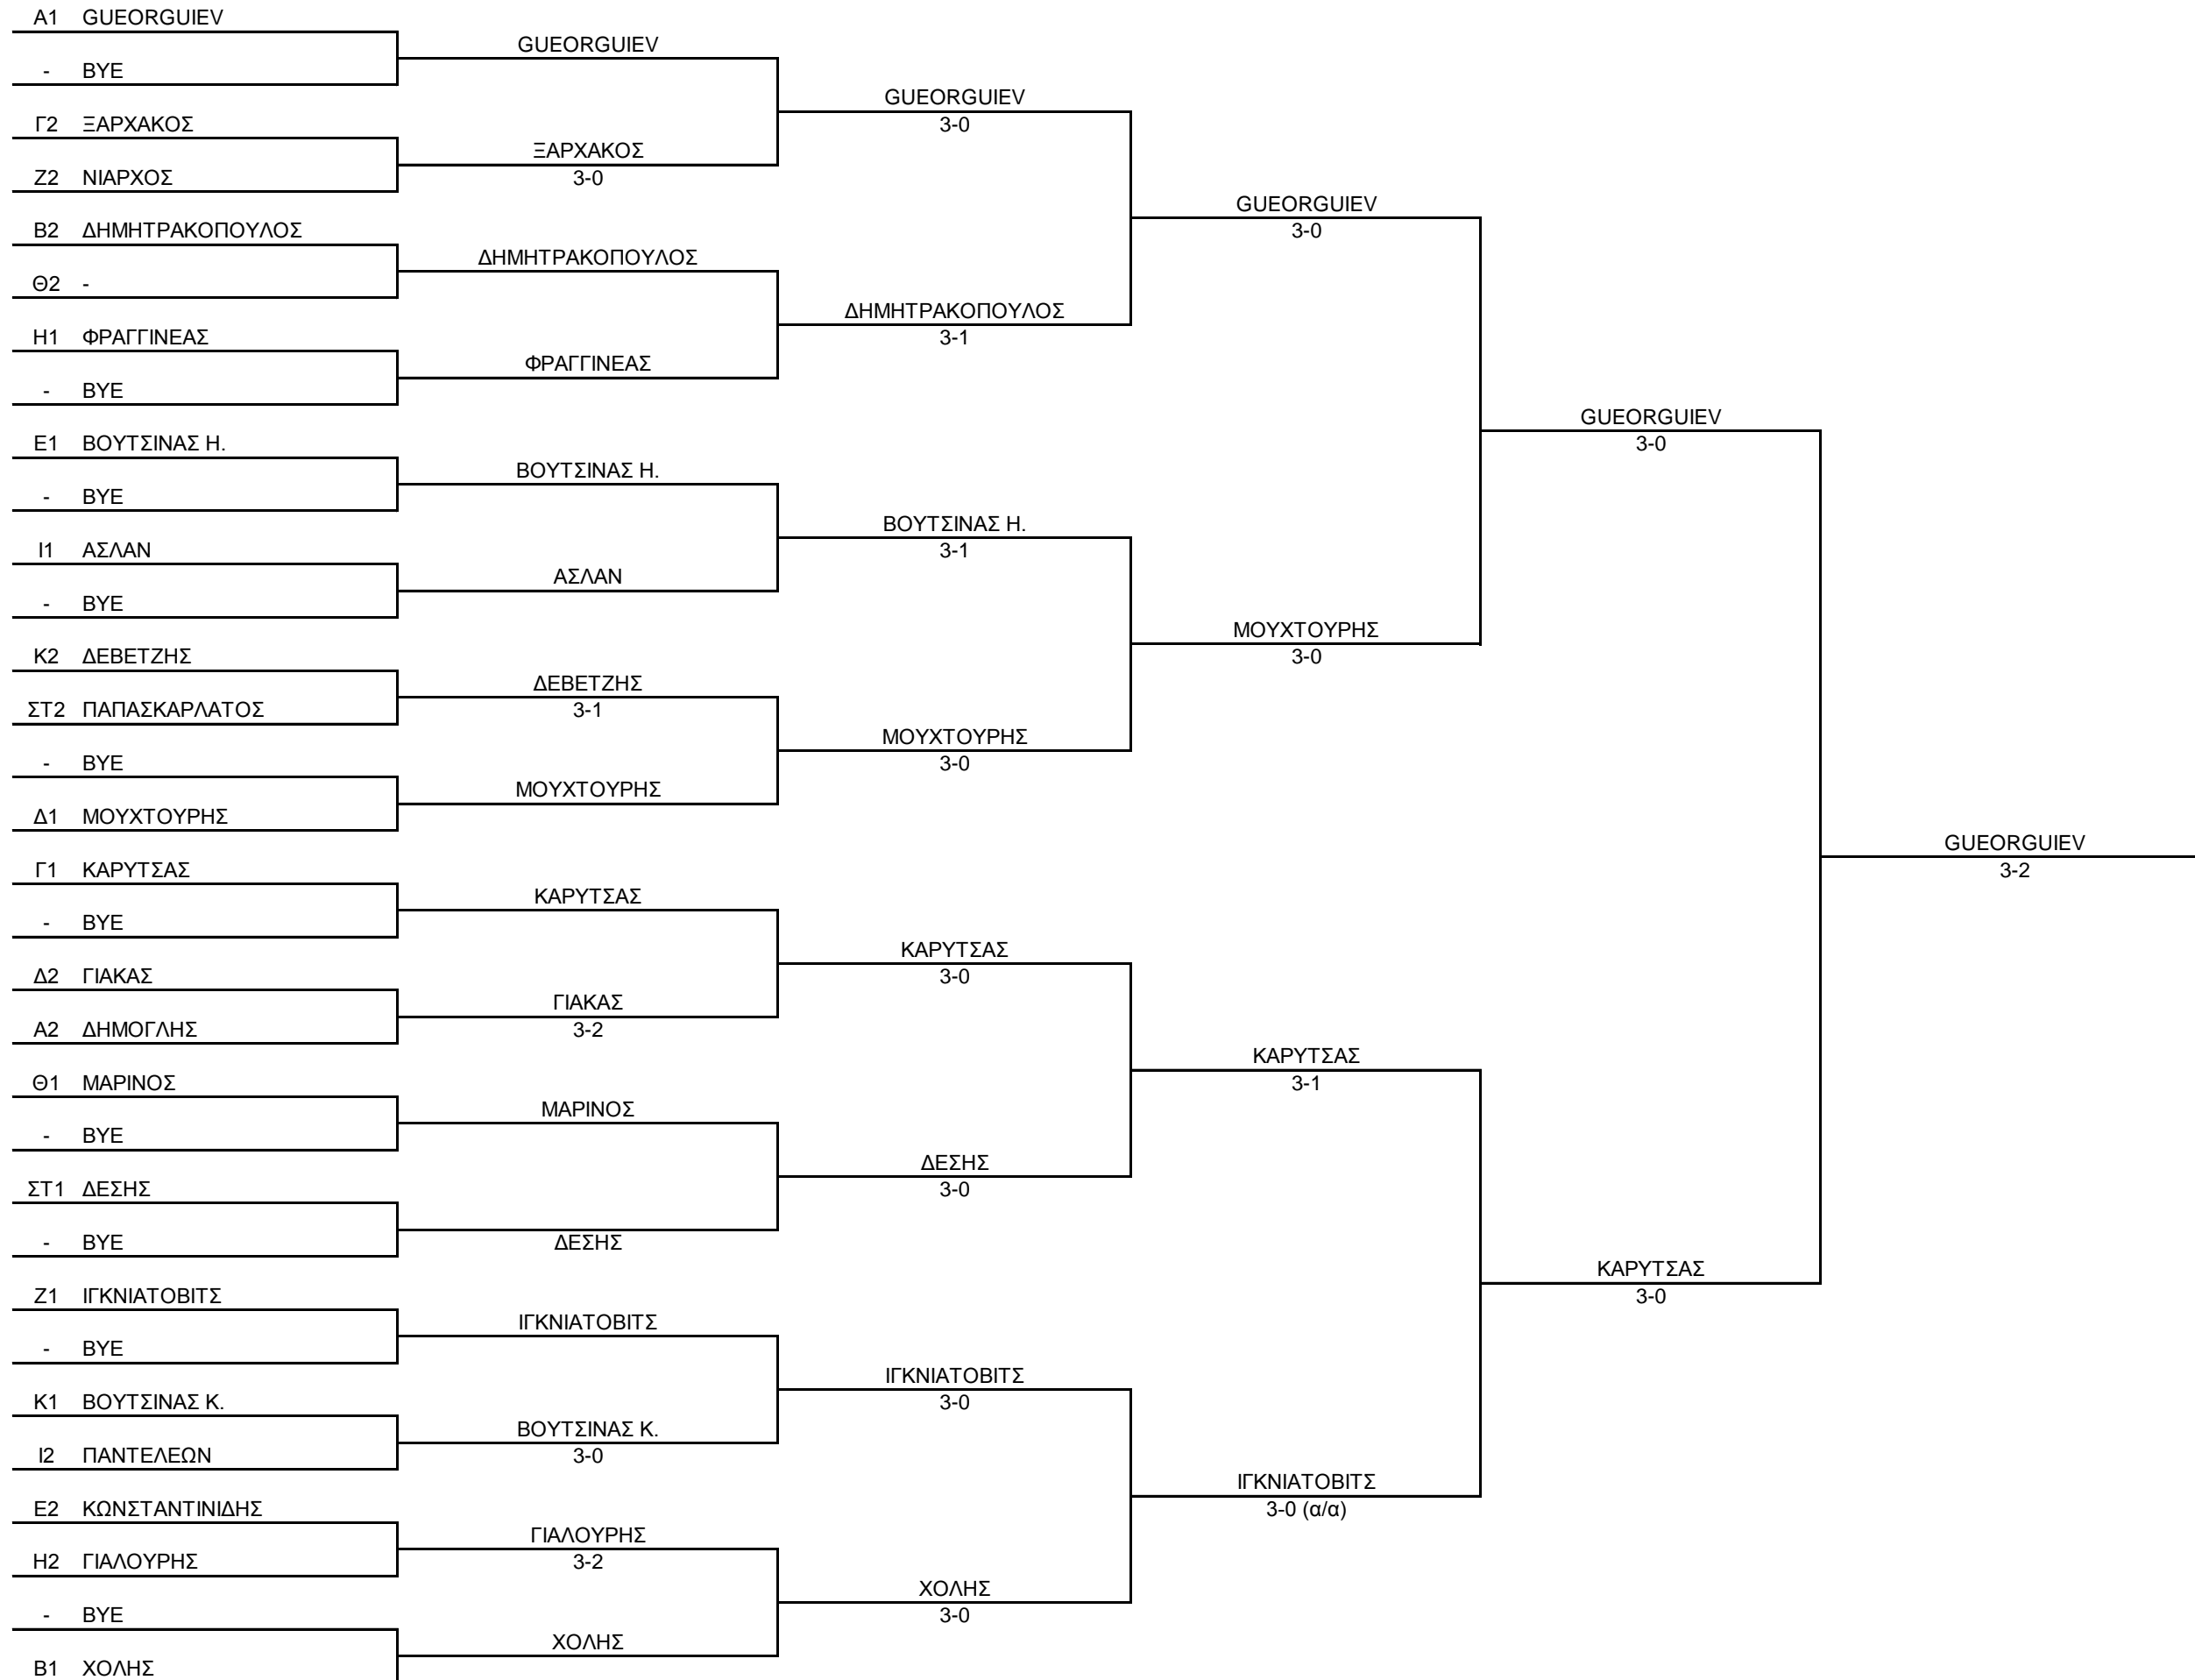 Α1 GUEORGUIEV
GUEORGUIEV
- BYE
GUEORGUIEV
3-0
Γ2 ΞΑΡΧΑΚΟΣ
ΞΑΡΧΑΚΟΣ
3-0
Ζ2 ΝΙΑΡΧΟΣ
GUEORGUIEV
3-0
Β2 ΔΗΜΗΤΡΑΚΟΠΟΥΛΟΣ
ΔΗΜΗΤΡΑΚΟΠΟΥΛΟΣ
Θ2 -
ΔΗΜΗΤΡΑΚΟΠΟΥΛΟΣ
3-1
Η1 ΦΡΑΓΓΙΝΕΑΣ
ΦΡΑΓΓΙΝΕΑΣ
- BYE
GUEORGUIEV
3-0
Ε1 ΒΟΥΤΣΙΝΑΣ Η.
ΒΟΥΤΣΙΝΑΣ Η.
- BYE
ΒΟΥΤΣΙΝΑΣ Η.
3-1
Ι1 ΑΣΛΑΝ
ΑΣΛΑΝ
- BYE
ΜΟΥΧΤΟΥΡΗΣ
3-0
Κ2 ΔΕΒΕΤΖΗΣ
ΔΕΒΕΤΖΗΣ
3-1
ΣΤ2 ΠΑΠΑΣΚΑΡΛΑΤΟΣ
ΜΟΥΧΤΟΥΡΗΣ
3-0
- BYE
ΜΟΥΧΤΟΥΡΗΣ
Δ1 ΜΟΥΧΤΟΥΡΗΣ
GUEORGUIEV
3-2
Γ1 ΚΑΡΥΤΣΑΣ
ΚΑΡΥΤΣΑΣ
- BYE
ΚΑΡΥΤΣΑΣ
3-0
Δ2 ΓΙΑΚΑΣ
ΓΙΑΚΑΣ
3-2
Α2 ΔΗΜΟΓΛΗΣ
ΚΑΡΥΤΣΑΣ
3-1
Θ1 ΜΑΡΙΝΟΣ
ΜΑΡΙΝΟΣ
- BYE
ΔΕΣΗΣ
3-0
ΣΤ1 ΔΕΣΗΣ
ΔΕΣΗΣ
- BYE
ΚΑΡΥΤΣΑΣ
3-0
Ζ1 ΙΓΚΝΙΑΤΟΒΙΤΣ
ΙΓΚΝΙΑΤΟΒΙΤΣ
- BYE
ΙΓΚΝΙΑΤΟΒΙΤΣ
3-0
Κ1 ΒΟΥΤΣΙΝΑΣ Κ.
ΒΟΥΤΣΙΝΑΣ Κ.
3-0
Ι2 ΠΑΝΤΕΛΕΩΝ
ΙΓΚΝΙΑΤΟΒΙΤΣ
3-0 (α/α)
Ε2 ΚΩΝΣΤΑΝΤΙΝΙΔΗΣ
ΓΙΑΛΟΥΡΗΣ
3-2
Η2 ΓΙΑΛΟΥΡΗΣ
ΧΟΛΗΣ
3-0
- BYE
ΧΟΛΗΣ
Β1 ΧΟΛΗΣ